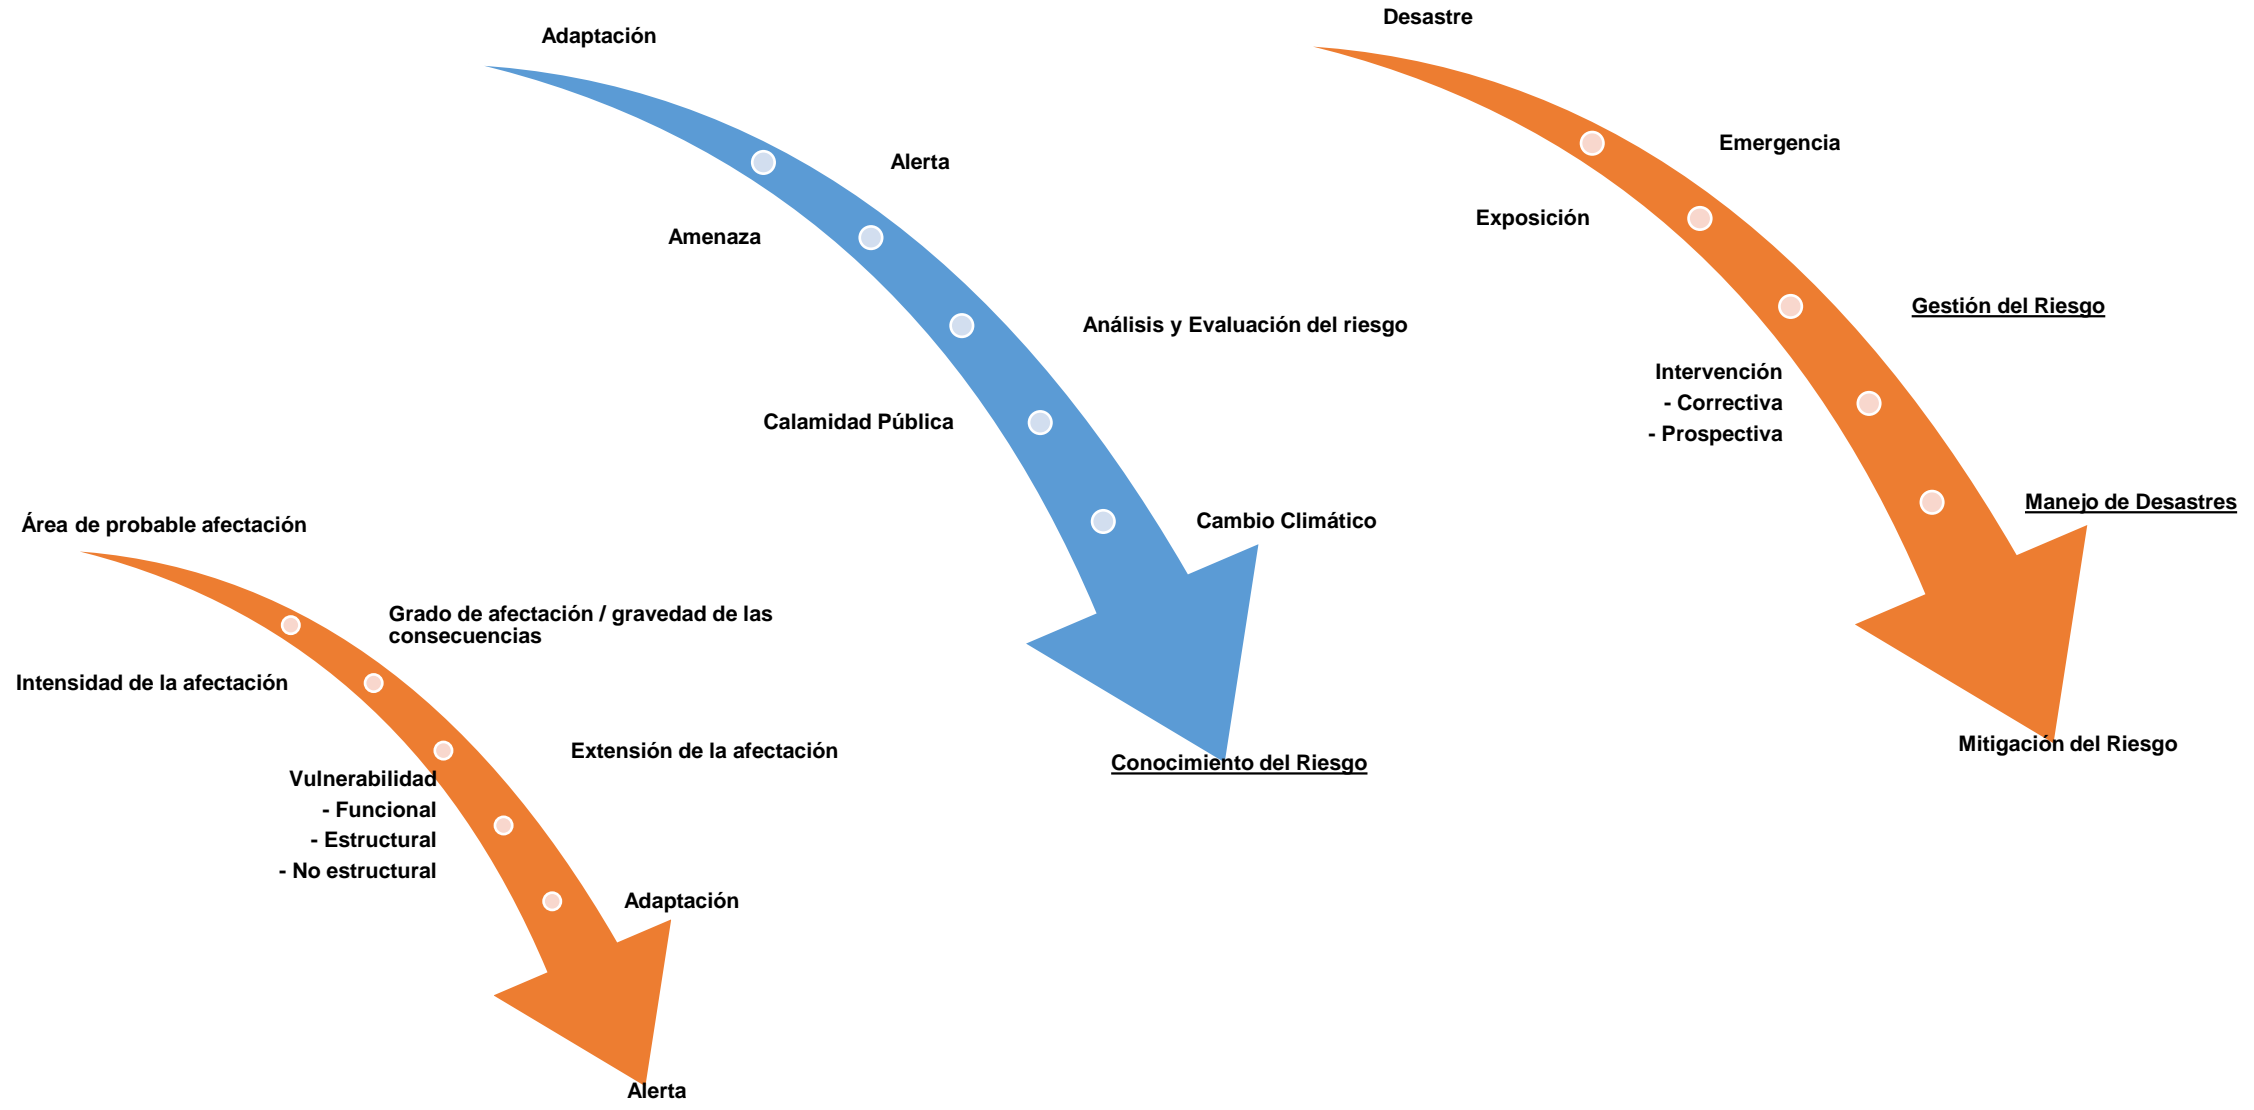 Adaptación
Alerta
Amenaza
Análisis y Evaluación del riesgo
Calamidad Pública
Cambio Climático
Conocimiento del Riesgo
Desastre
Emergencia
Exposición
Gestión del Riesgo
Intervención
- Correctiva
- Prospectiva
Manejo de Desastres
Mitigación del Riesgo
Área de probable afectación
Grado de afectación / gravedad de las
consecuencias
Intensidad de la afectación
Extensión de la afectación
Vulnerabilidad
- Funcional
- Estructural
- No estructural
Adaptación
Alerta